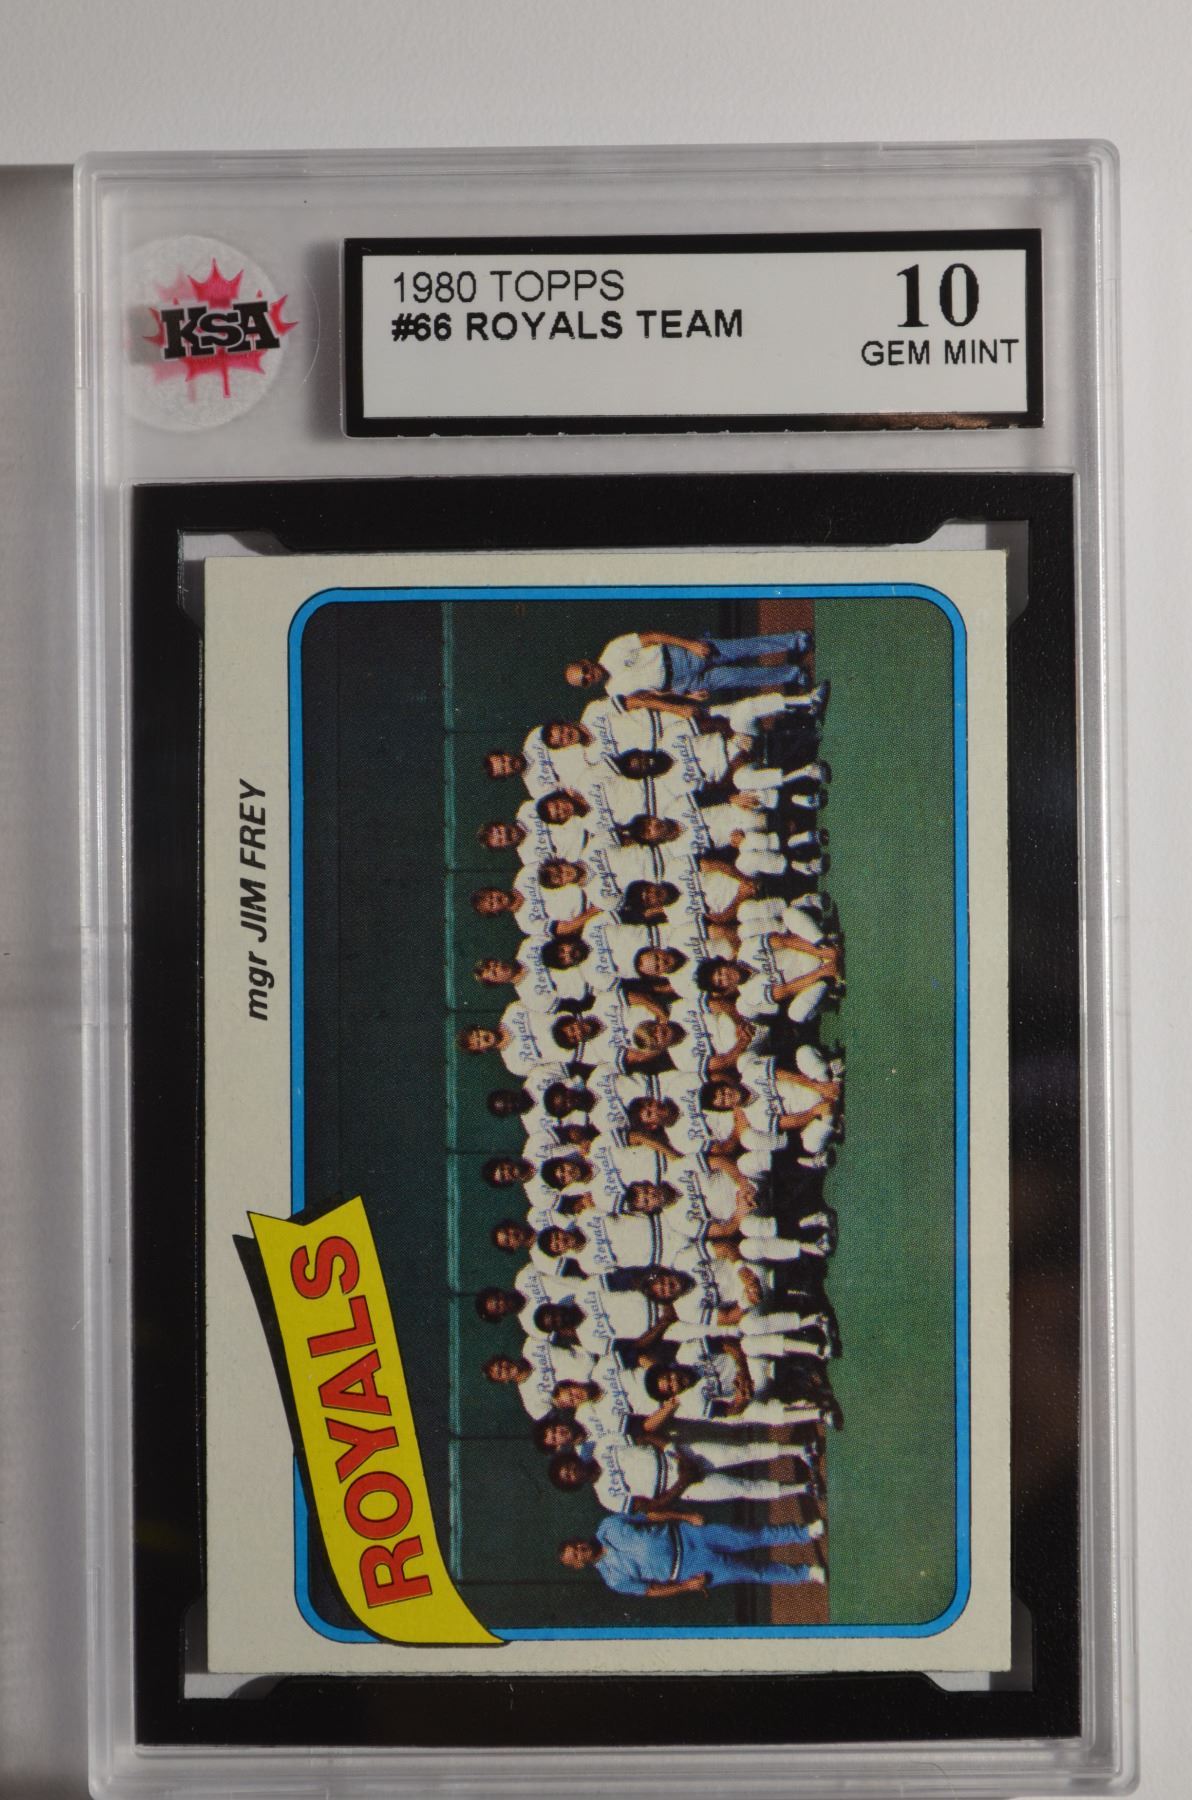 KSA
1980 TOPPS
#66 ROYALS TEAM
10
GEM MINT
mgr JIM FREY
ROYALS